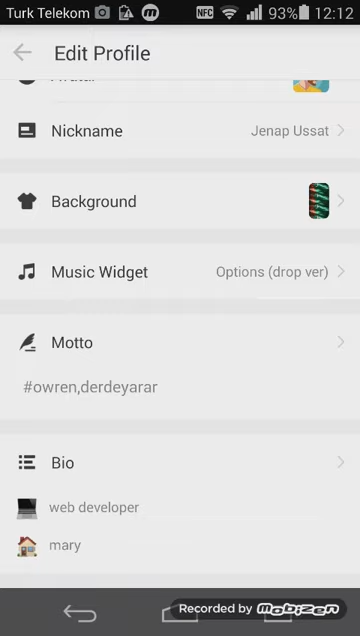 Turk Telekom NFC 93% 12:12
Edit Profile
Avatar
Nickname Jenap Ussat
Background
Music Widget Options (drop ver)
Motto
#owren,derdeyarar
Bio
web developer
mary
Recorded by mobizen